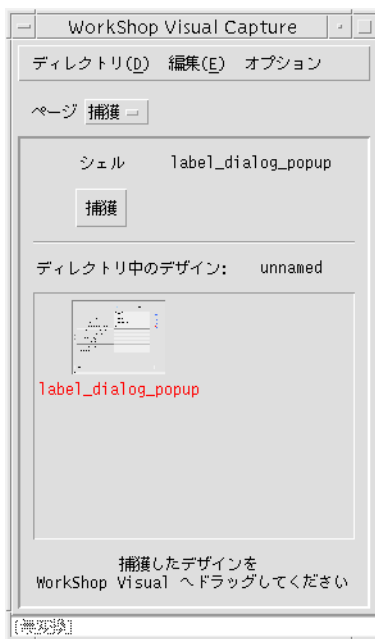 WorkShop Visual Capture
ディレクトリ(D) 編集(E) オプション
ページ 捕獲
シェル label_dialog_popup
捕獲
ディレクトリ中のデザイン: unnamed
label_dialog_popup
捕獲したデザインを
WorkShop Visual へドラッグしてください
[無変換]